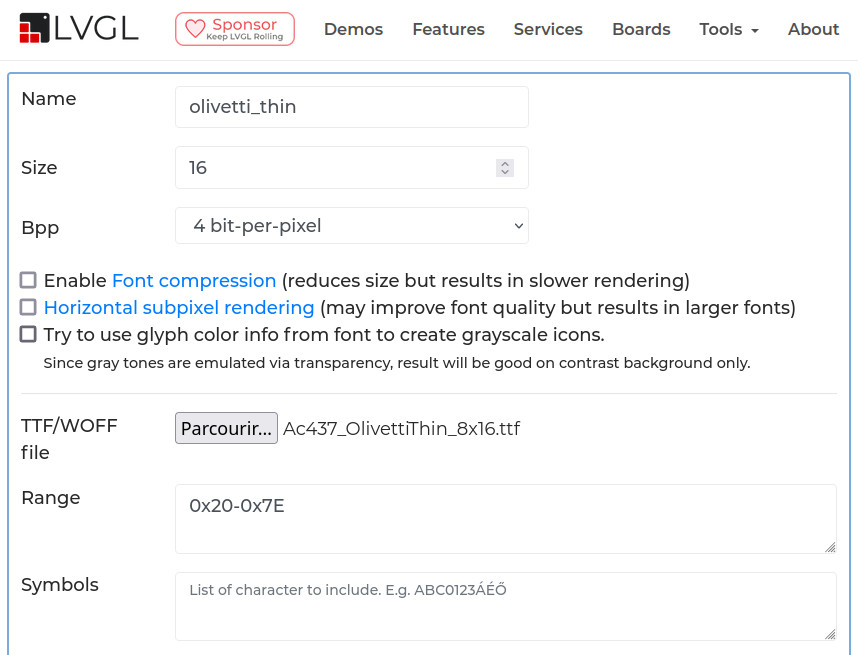 LVGL
Sponsor
Keep LVGL Rolling
Demos Features Services Boards Tools About
Name olivetti_thin
Size 16
Bpp 4 bit-per-pixel
Enable Font compression (reduces size but results in slower rendering)
Horizontal subpixel rendering (may improve font quality but results in larger fonts)
Try to use glyph color info from font to create grayscale icons.
Since gray tones are emulated via transparency, result will be good on contrast background only.
TTF/WOFF file Parcourir... Ac437_OlivettiThin_8x16.ttf
Range 0x20-0x7E
Symbols List of character to include. E.g. ABC0123ÁÉŐ